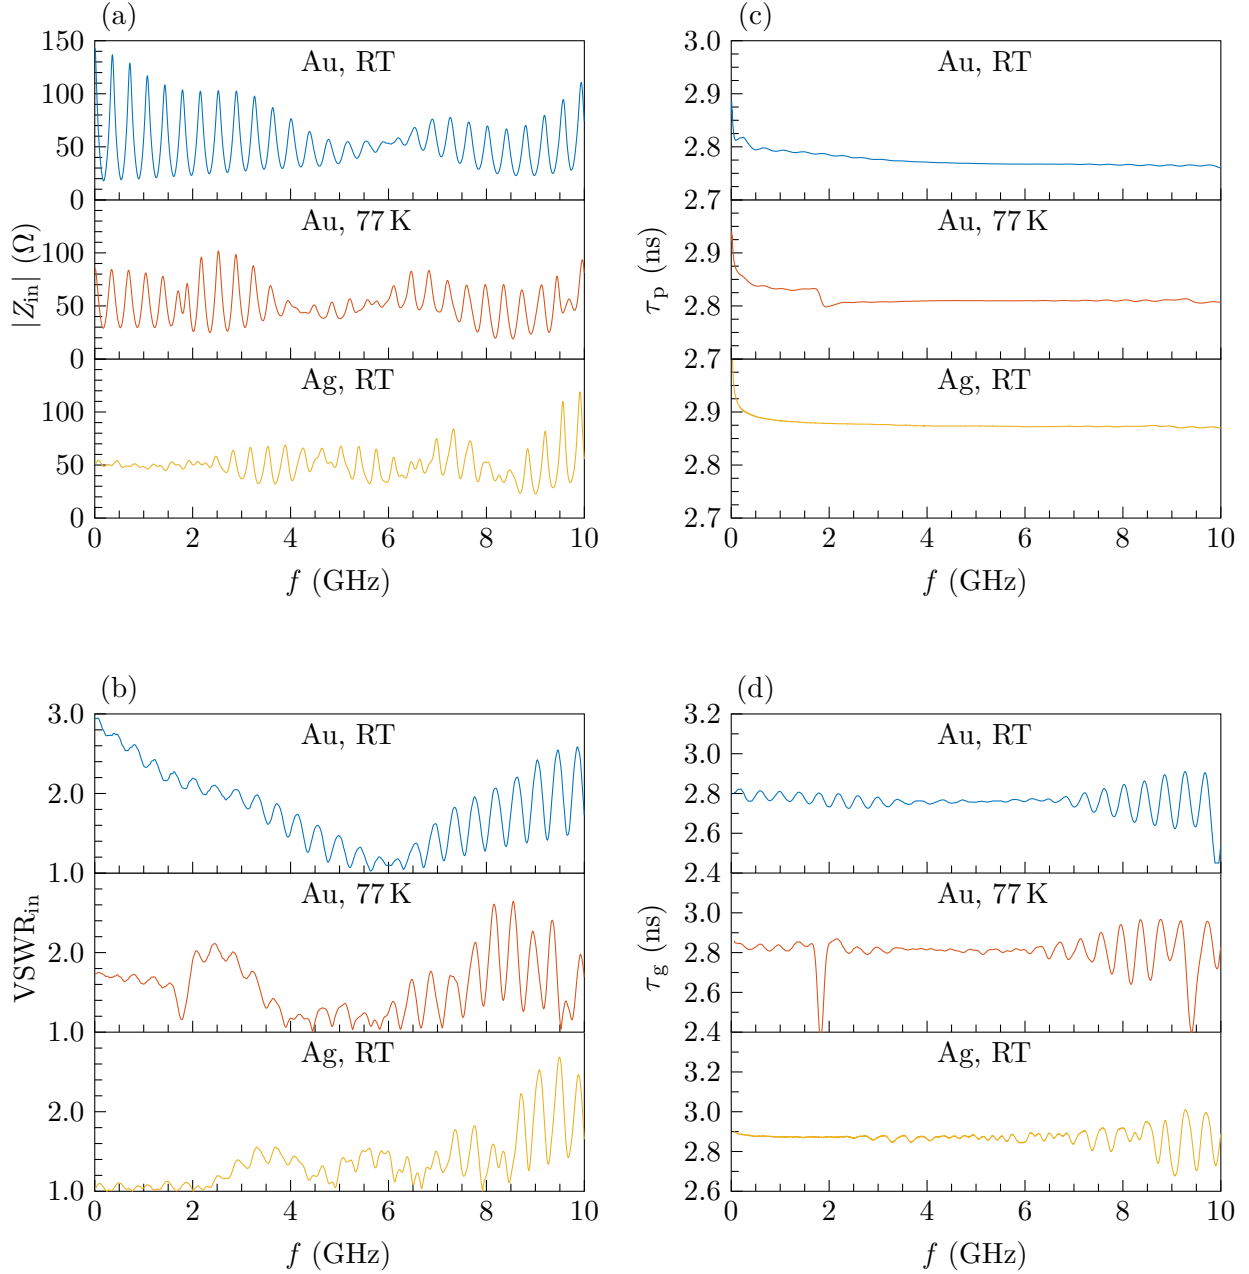 (a)
150
100
50
0
Au, RT
100
50
0
Au, 77 K
100
50
0
Ag, RT
|Z_in| (Ω)
0 2 4 6 8 10
f (GHz)
(c)
3.0
2.9
2.8
2.7
Au, RT
2.9
2.8
2.7
Au, 77 K
2.9
2.8
2.7
Ag, RT
τ_p (ns)
0 2 4 6 8 10
f (GHz)
(b)
3.0
2.0
1.0
Au, RT
2.0
1.0
Au, 77 K
2.0
1.0
Ag, RT
VSWR_in
0 2 4 6 8 10
f (GHz)
(d)
3.2
3.0
2.8
2.6
2.4
Au, RT
3.0
2.8
2.6
2.4
Au, 77 K
3.2
3.0
2.8
2.6
Ag, RT
τ_g (ns)
0 2 4 6 8 10
f (GHz)